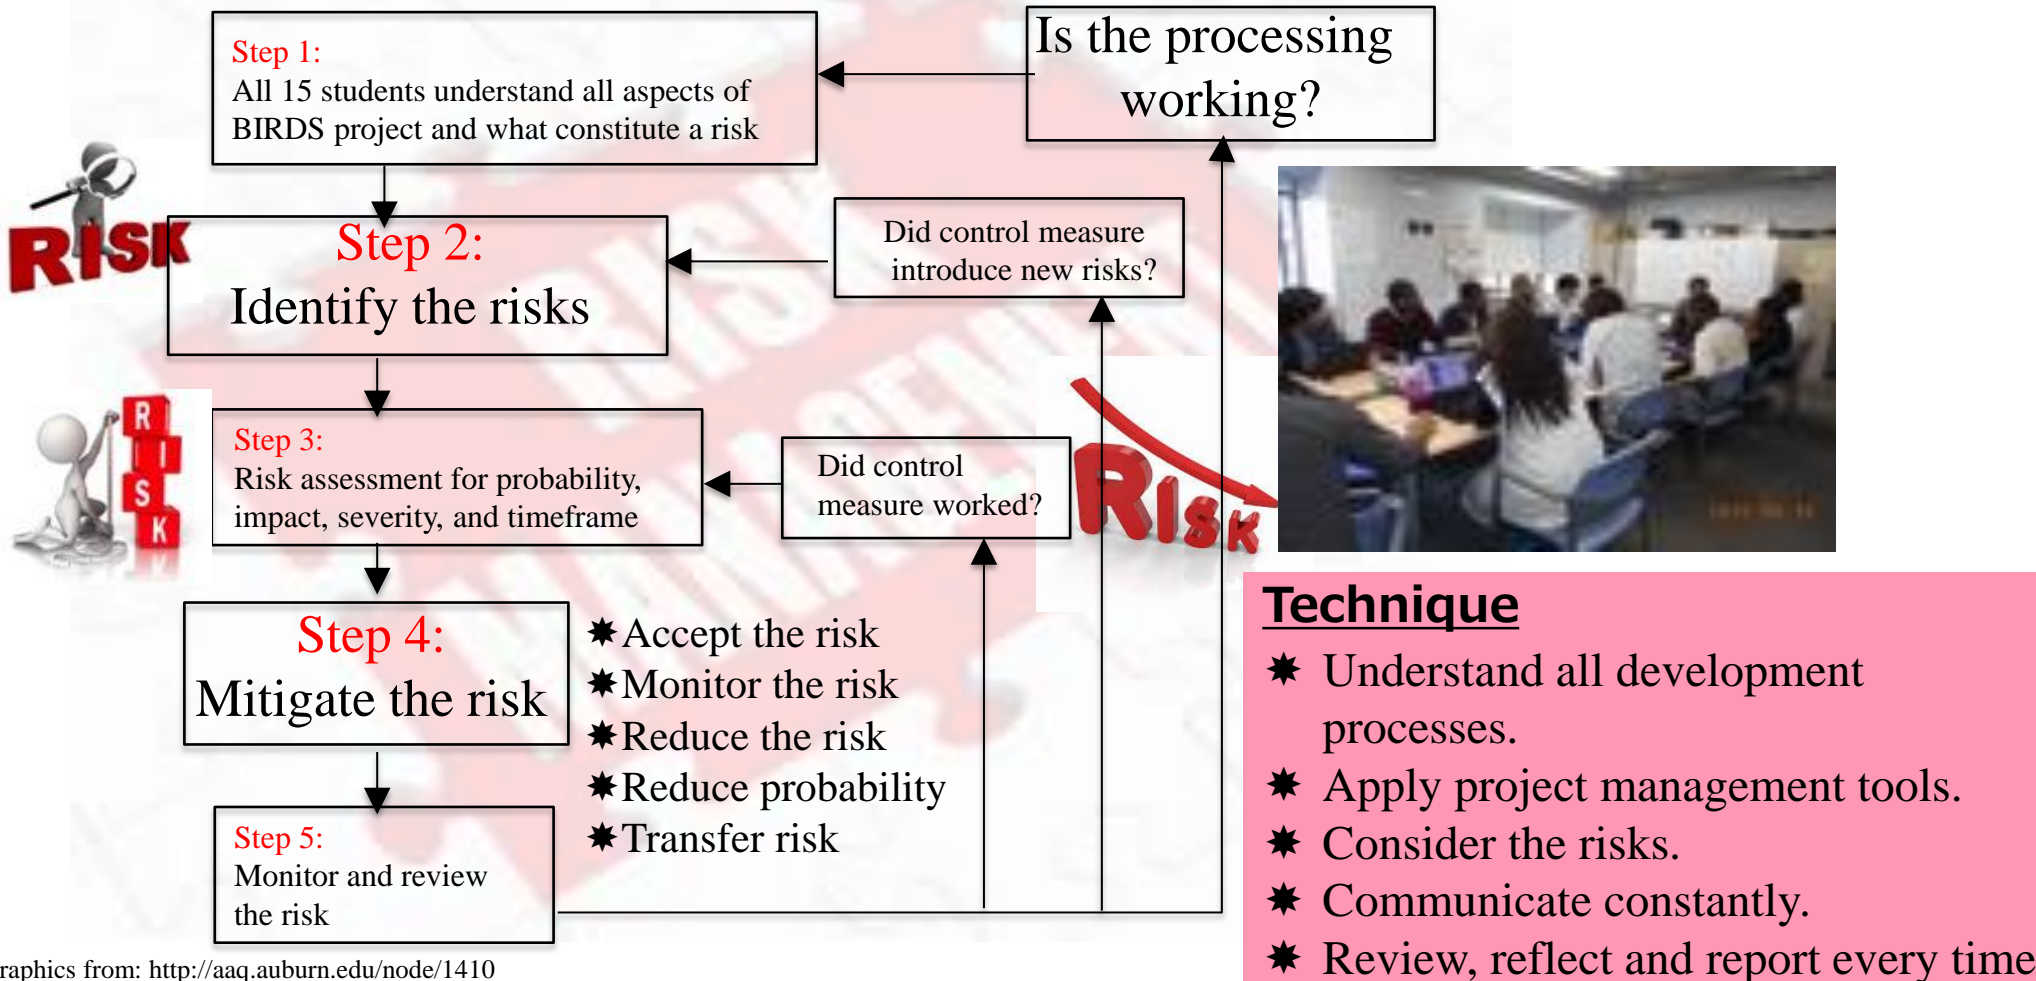 Step 1:
All 15 students understand all aspects of
BIRDS project and what constitute a risk
Is the processing
working?
RISK
Step 2:
Identify the risks
Did control measure
introduce new risks?
RISK
MANAGEMENT
RISK
Step 3:
Risk assessment for probability,
impact, severity, and timeframe
Did control
measure worked?
RISK
Step 4:
Mitigate the risk
✷Accept the risk
✷Monitor the risk
✷Reduce the risk
✷Reduce probability
✷Transfer risk
Step 5:
Monitor and review
the risk
Technique
✷ Understand all development
processes.
✷ Apply project management tools.
✷ Consider the risks.
✷ Communicate constantly.
✷ Review, reflect and report every time
raphics from: http://aaq.auburn.edu/node/1410